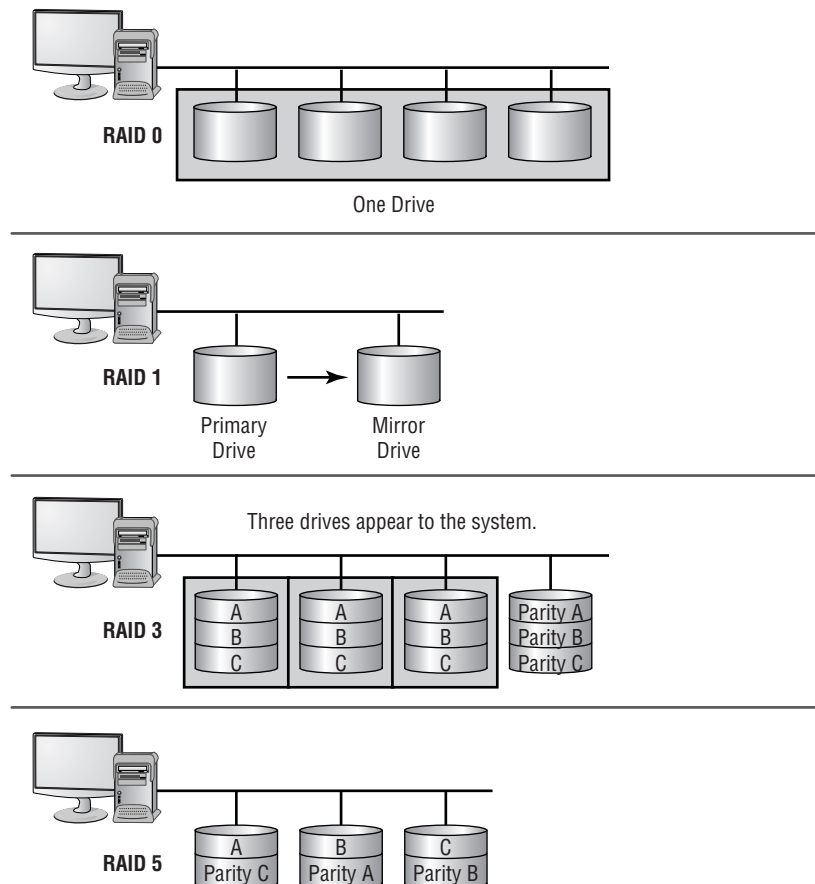 RAID 0
One Drive
RAID 1
Primary
Drive
Mirror
Drive
Three drives appear to the system.
RAID 3
A
B
C
A
B
C
A
B
C
Parity A
Parity B
Parity C
RAID 5
A
Parity C
B
Parity A
C
Parity B